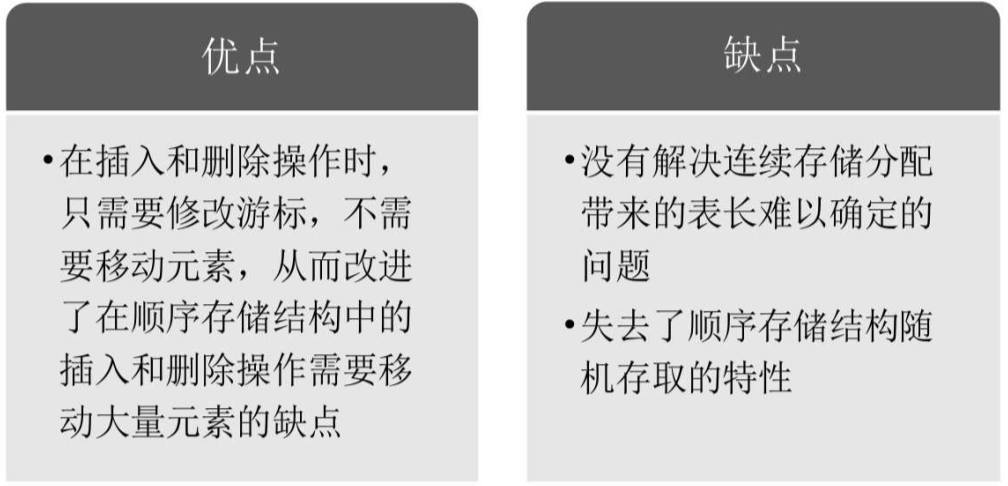 优点
•在插入和删除操作时，
只需要修改游标，不需
要移动元素，从而改进
了在顺序存储结构中的
插入和删除操作需要移
动大量元素的缺点
缺点
•没有解决连续存储分配
带来的表长难以确定的
问题
•失去了顺序存储结构随
机存取的特性